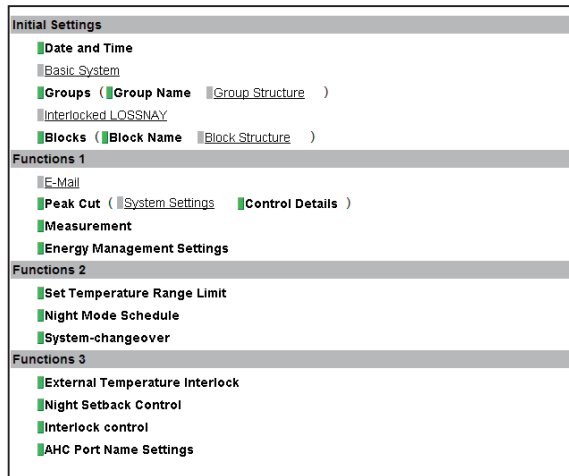 Initial Settings
Date and Time
Basic System
Groups ( Group Name Group Structure )
Interlocked LOSSNAY
Blocks ( Block Name Block Structure )
Functions 1
E-Mail
Peak Cut ( System Settings Control Details )
Measurement
Energy Management Settings
Functions 2
Set Temperature Range Limit
Night Mode Schedule
System-changeover
Functions 3
External Temperature Interlock
Night Setback Control
Interlock control
AHC Port Name Settings